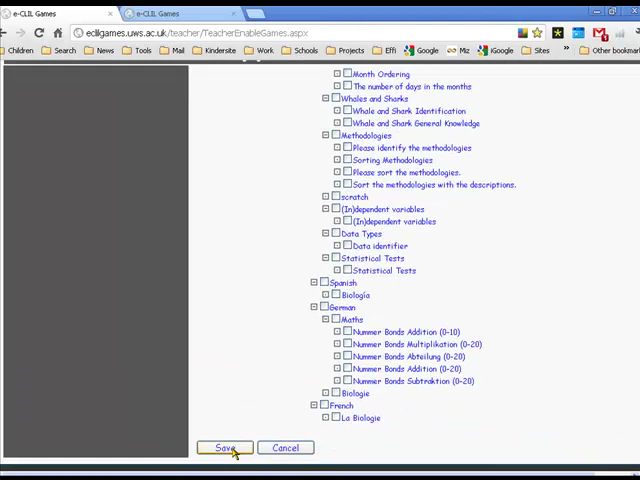 e-CLIL Games
e-CLIL Games
eclilgames.uws.ac.uk/teacher/TeacherEnableGames.aspx
Children
Search
News
Mail
Kindersite
Work
Schools
Projects
Effi
Google
Miz
iGoogle
Sites
»
Other bookmar
Month Ordering
The number of days in the months
Whales and Sharks
Whale and Shark Identification
Whale and Shark General Knowledge
Methodologies
Please identify the methodologies
Sorting Methodologies
Please sort the methodologies.
Sort the methodologies with the descriptions.
scratch
(In)dependent variables
(In)dependent variables
Data Types
Data identifier
Statistical Tests
Statistical Tests
Spanish
Biología
German
Maths
Nummer Bonds Addition (0-10)
Nummer Bonds Multiplikation (0-20)
Nummer Bonds Abteilung (0-20)
Nummer Bonds Addition (0-20)
Nummer Bonds Subtraktion (0-20)
Biologie
French
La Biologie
Save
Cancel